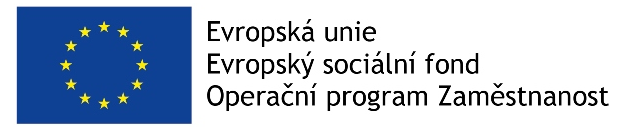 Evropská unie
Evropský sociální fond
Operační program Zaměstnanost